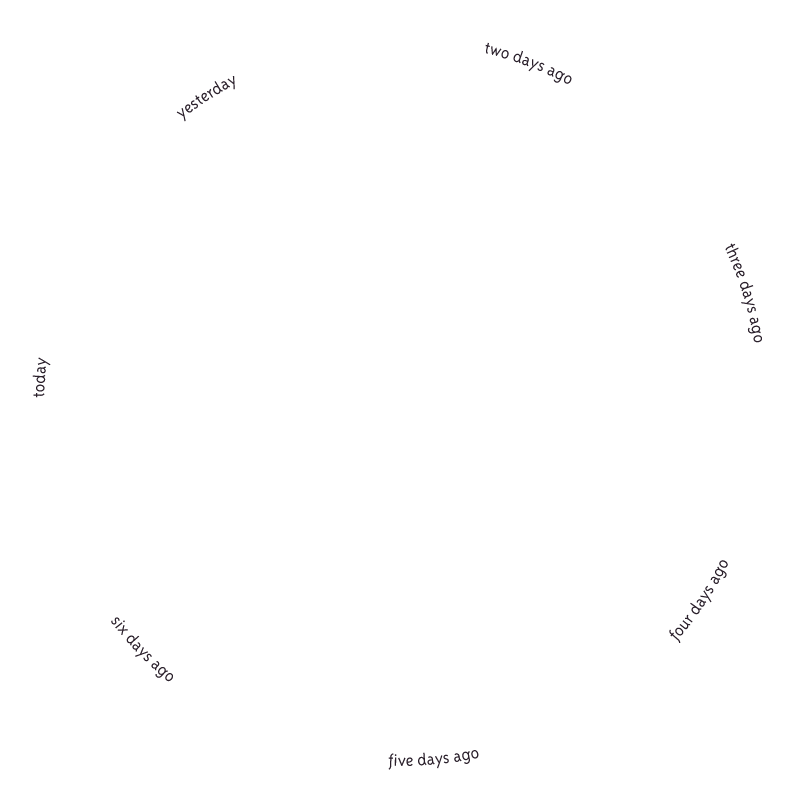 today
yesterday
two days ago
three days ago
four days ago
five days ago
six days ago